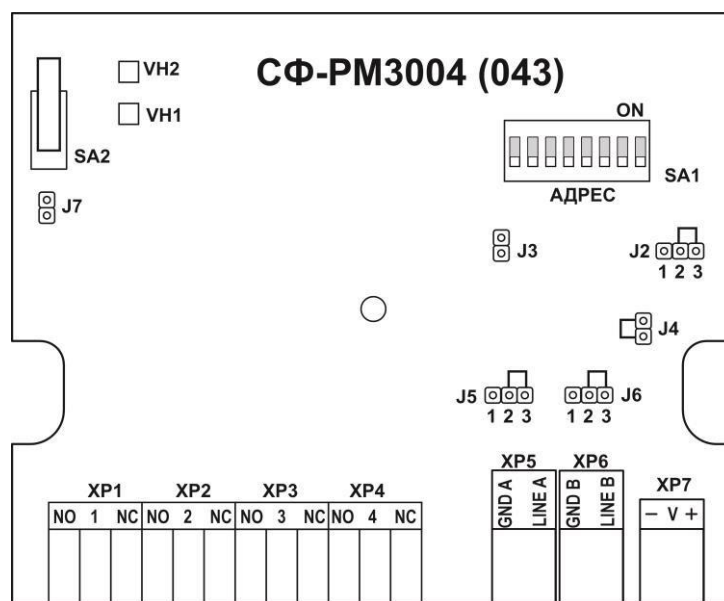 VH2
СФ-РМ3004 (043)
VH1
ON
SA2
SA1
АДРЕС
J7
J3
J2
1 2 3
J4
J5
J6
1 2 3
1 2 3
XP5
XP6
XP1
XP2
XP3
XP4
XP7
GND A
LINE A
GND B
LINE B
NO 1 NC
NO 2 NC
NO 3 NC
NO 4 NC
– V +